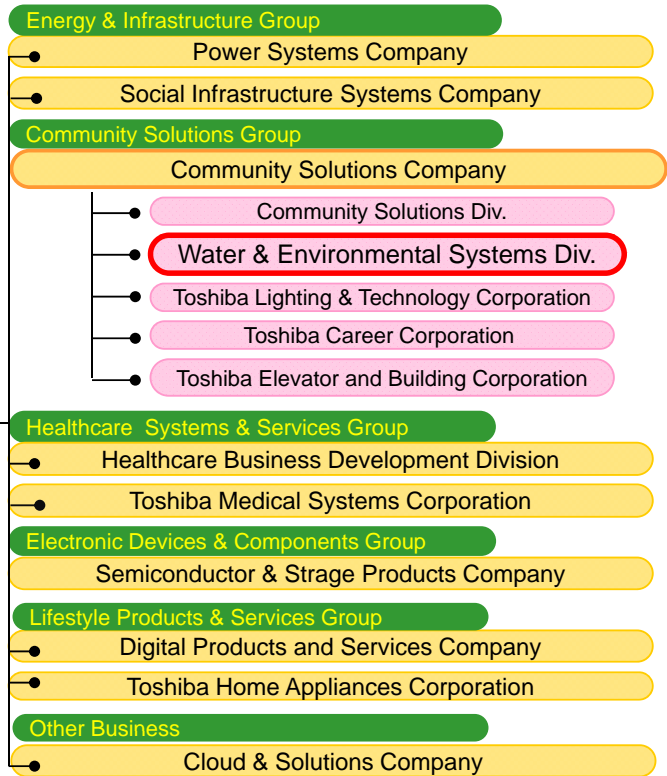 Energy & Infrastructure Group
Power Systems Company
Social Infrastructure Systems Company
Community Solutions Group
Community Solutions Company
Community Solutions Div.
Water & Environmental Systems Div.
Toshiba Lighting & Technology Corporation
Toshiba Career Corporation
Toshiba Elevator and Building Corporation
Healthcare Systems & Services Group
Healthcare Business Development Division
Toshiba Medical Systems Corporation
Electronic Devices & Components Group
Semiconductor & Strage Products Company
Lifestyle Products & Services Group
Digital Products and Services Company
Toshiba Home Appliances Corporation
Other Business
Cloud & Solutions Company